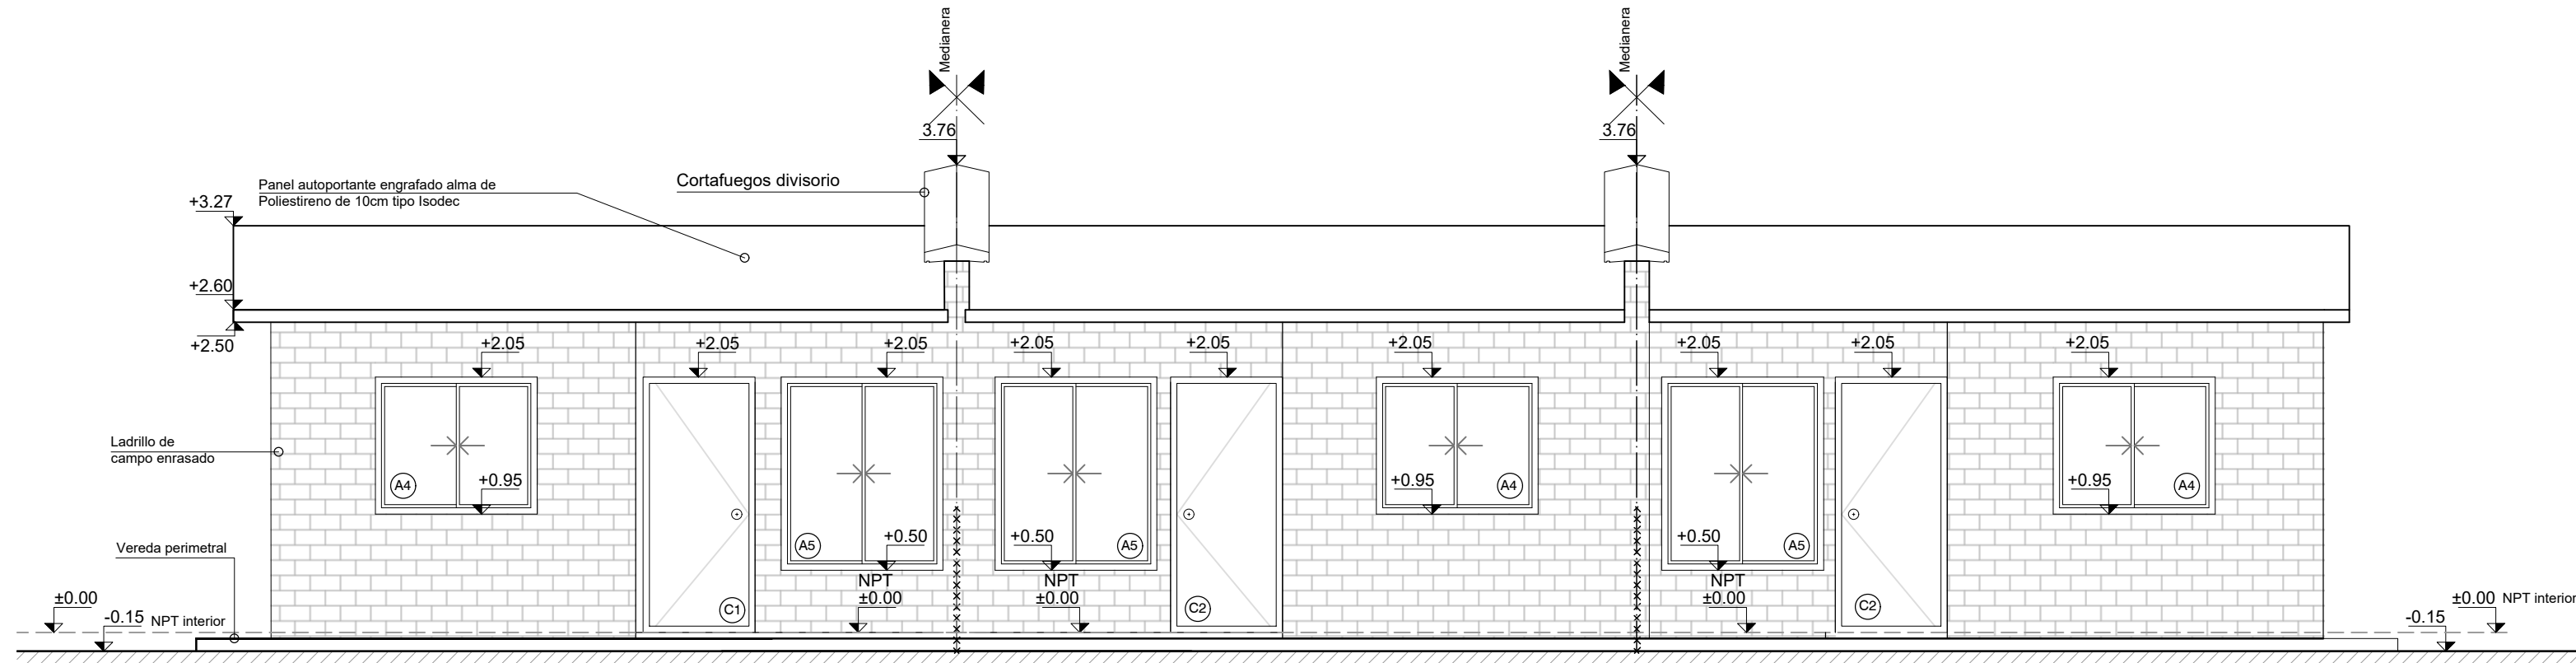 Medianera
Medianera
3.76
3.76
Panel autoportante engrafado alma de
Poliestireno de 10cm tipo Isodec
Cortafuegos divisorio
+3.27
+2.60
+2.50
+2.05
+2.05
+2.05
+2.05
+2.05
+2.05
+2.05
+2.05
+2.05
Ladrillo de
campo enrasado
A4
+0.95
+0.95
A4
+0.95
A4
Vereda perimetral
A5
+0.50
+0.50
A5
+0.50
A5
NPT
±0.00
NPT
±0.00
NPT
±0.00
C1
C2
C2
±0.00
-0.15 NPT interior
±0.00 NPT interior
-0.15